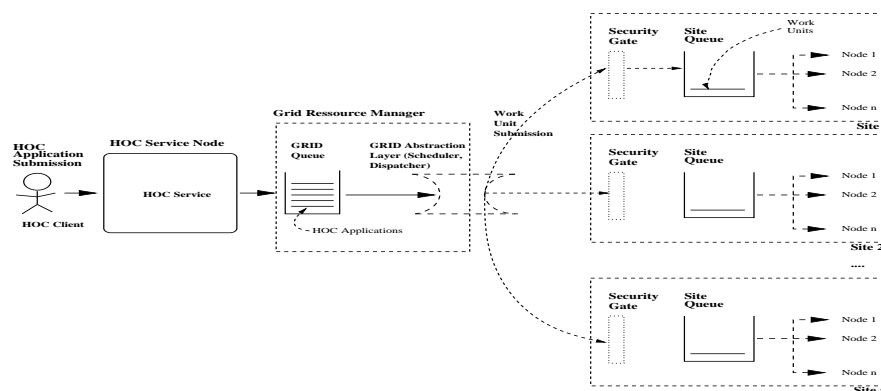 HOC
Application
Submission
HOC Client
HOC Service Node
HOC Service
Grid Ressource Manager
GRID
Queue
GRID Abstraction
Layer (Scheduler,
Dispatcher)
HOC Applications
Work
Unit
Submission
Security
Gate
Site
Queue
Work
Units
Node 1
Node 2
Node n
Site
Security
Gate
Site
Queue
Node 1
Node 2
Node n
Site 2
....
Security
Gate
Site
Queue
Node 1
Node 2
Node n
Site